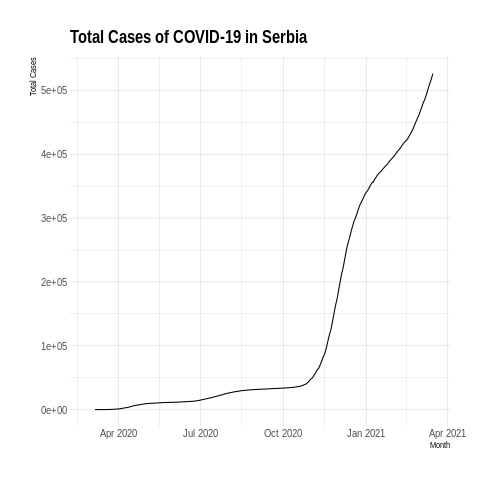 Total Cases of COVID-19 in Serbia
Total Cases
5e+05
4e+05
3e+05
2e+05
1e+05
0e+00
Apr 2020 Jul 2020 Oct 2020 Jan 2021 Apr 2021
Month